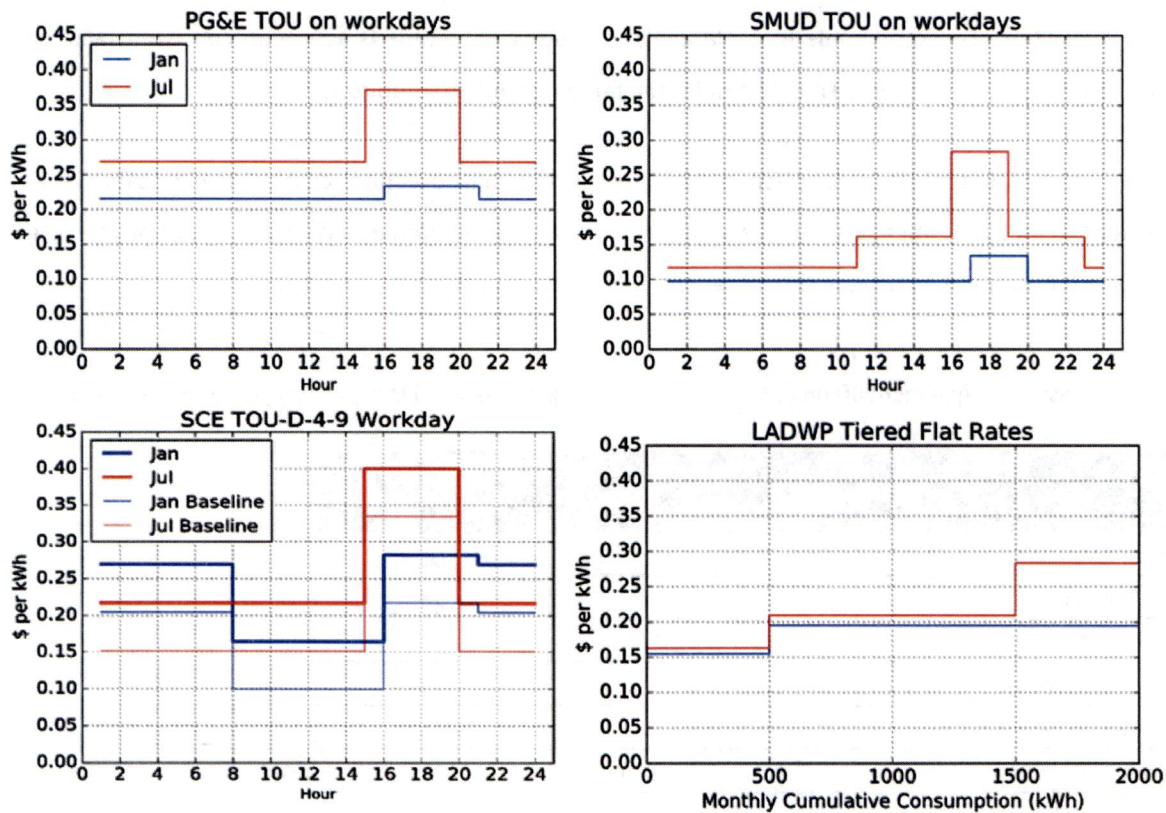 PG&E TOU on workdays
0.45
0.40
0.35
0.30
0.25
0.20
0.15
0.10
0.05
0.00
$ per kWh
Jan
Jul
0 2 4 6 8 10 12 14 16 18 20 22 24
Hour
SMUD TOU on workdays
0.45
0.40
0.35
0.30
0.25
0.20
0.15
0.10
0.05
0.00
$ per kWh
0 2 4 6 8 10 12 14 16 18 20 22 24
Hour
SCE TOU-D-4-9 Workday
0.45
0.40
0.35
0.30
0.25
0.20
0.15
0.10
0.05
0.00
$ per kWh
Jan
Jul
Jan Baseline
Jul Baseline
0 2 4 6 8 10 12 14 16 18 20 22 24
Hour
LADWP Tiered Flat Rates
0.45
0.40
0.35
0.30
0.25
0.20
0.15
0.10
0.05
0.00
$ per kWh
0 500 1000 1500 2000
Monthly Cumulative Consumption (kWh)